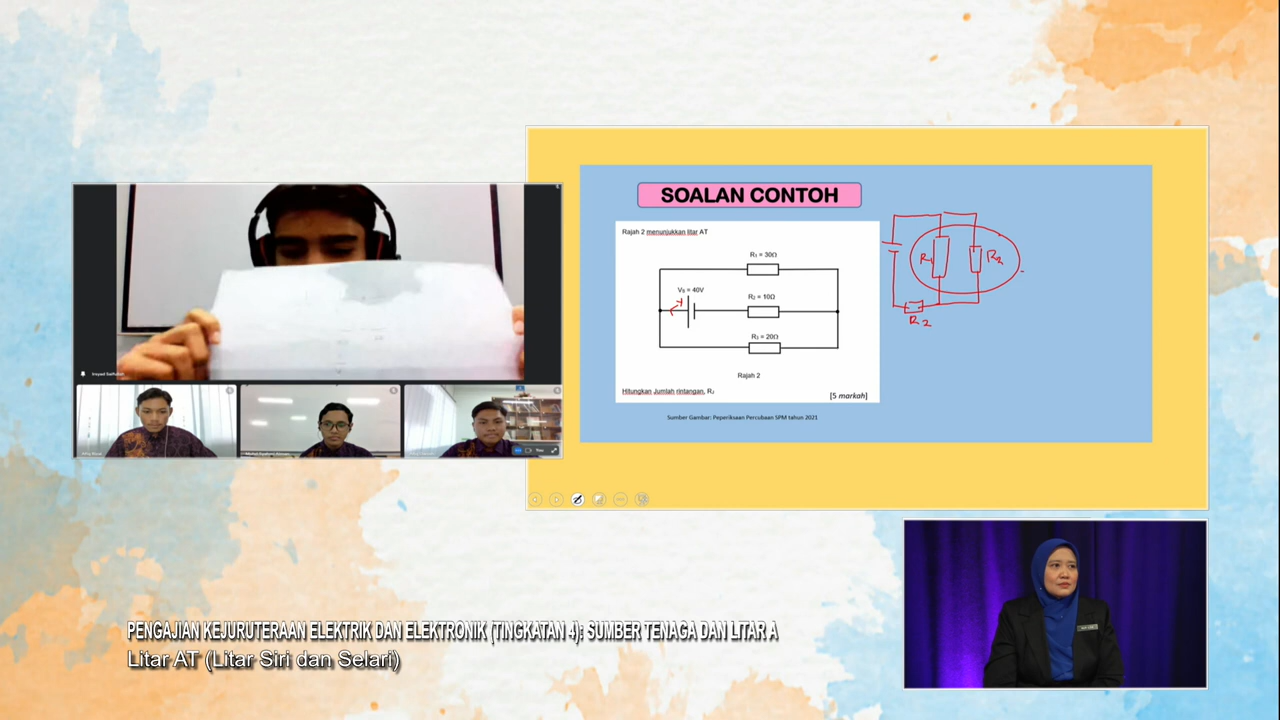 SOALAN CONTOH
Rajah 2 menunjukkan litar AT
R₁ = 30Ω
Vs = 40V
R₂ = 10Ω
R₃ = 20Ω
Rajah 2
Hitungkan Jumlah rintangan, RJ
[5 markah]
Sumber Gambar: Peperiksaan Percubaan SPM tahun 2021
R₁
R₂
R₂
PENGAJIAN KEJURUTERAAN ELEKTRIK DAN ELEKTRONIK (TINGKATAN 4): SUMBER TENAGA DAN LITAR A
Litar AT (Litar Siri dan Selari)